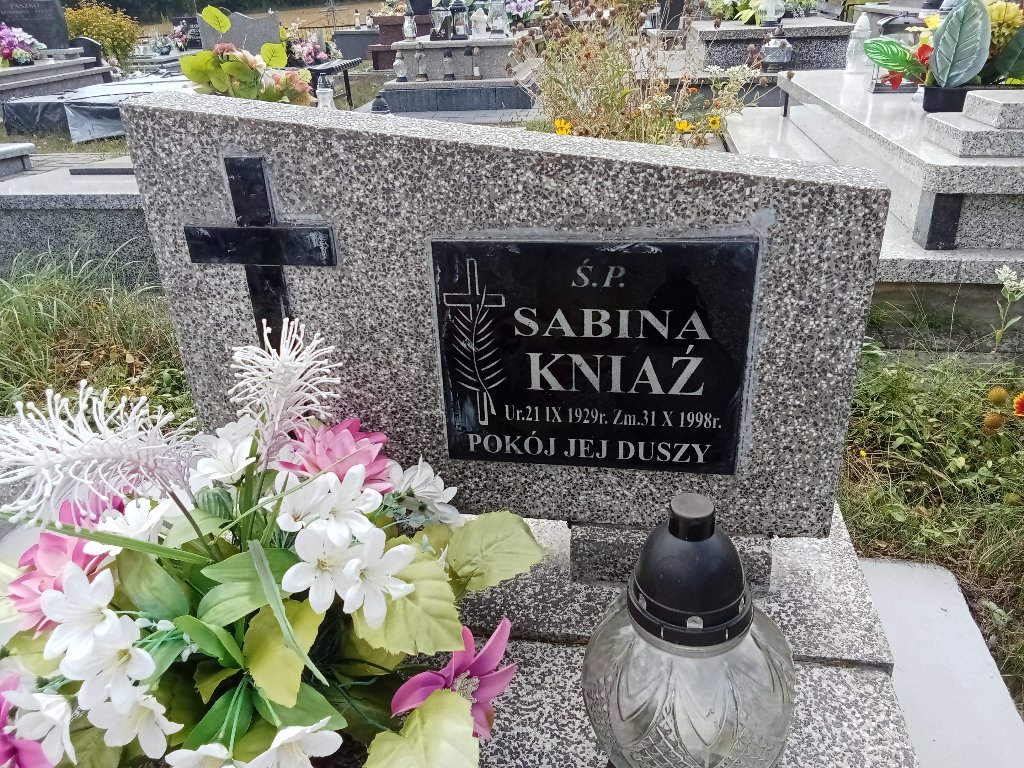 Ś.P.
SABINA
KNIAŹ
Ur.21 IX 1929r. Zm.31 X 1998r.
POKÓJ JEJ DUSZY